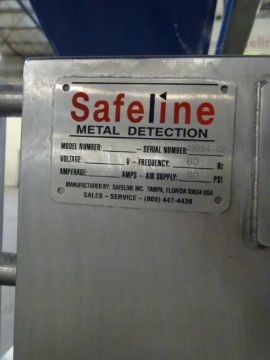 Safeline
METAL DETECTION
MODEL NUMBER: SERIAL NUMBER:
VOLTAGE: V - FREQUENCY: 60 Hz
AMPERAGE: AMPS - AIR SUPPLY: 80 PSI
MANUFACTURED BY: SAFELINE INC. TAMPA, FLORIDA 33634 USA
SALES - SERVICE - (800) 447-4439